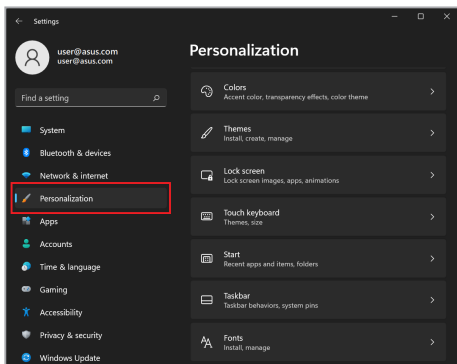 Settings
user@asus.com
user@asus.com
Find a setting
System
Bluetooth & devices
Network & internet
Personalization
Apps
Accounts
Time & language
Gaming
Accessibility
Privacy & security
Windows Update
Personalization
Colors
Accent color, transparency effects, color theme
Themes
Install, create, manage
Lock screen
Lock screen images, apps, animations
Touch keyboard
Themes, size
Start
Recent apps and items, folders
Taskbar
Taskbar behaviors, system pins
Fonts
Install, manage